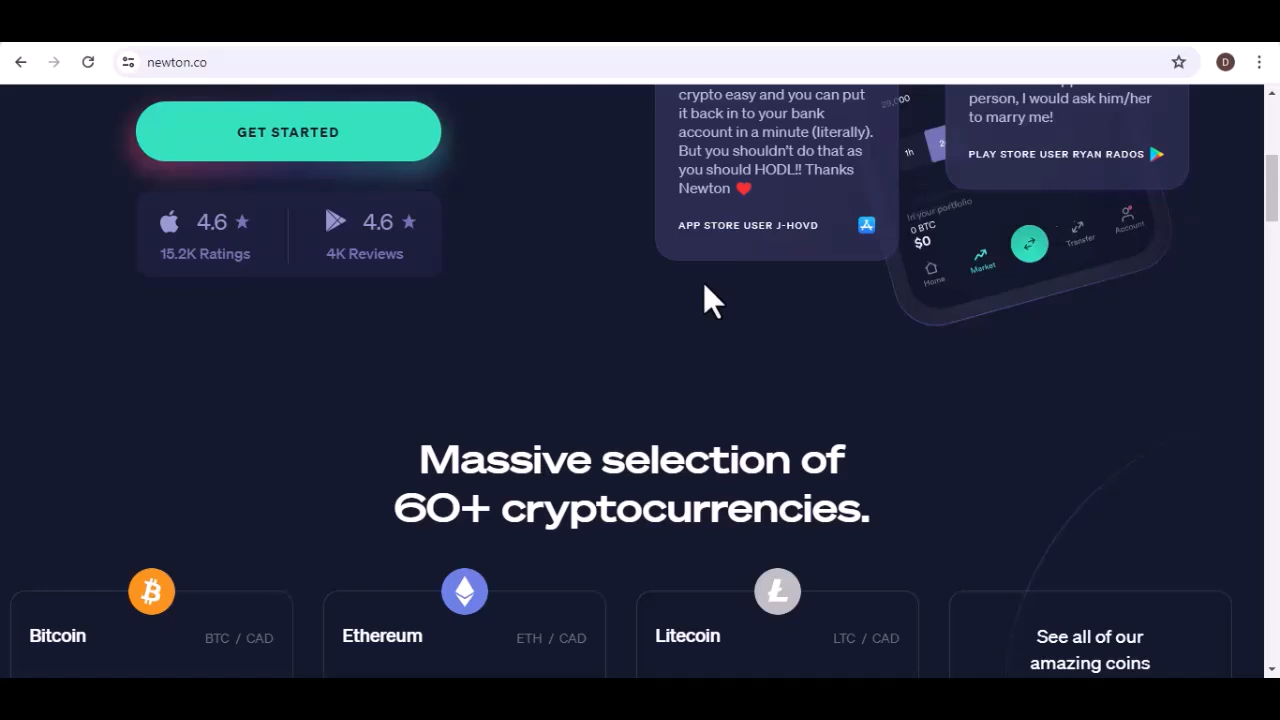 newton.co
D
GET STARTED
4.6
15.2K Ratings
4.6
4K Reviews
crypto easy and you can put
it back in to your bank
account in a minute (literally).
But you shouldn't do that as
you should HODL!! Thanks
Newton
APP STORE USER J-HOVD
person, I would ask him/her
to marry me!
PLAY STORE USER RYAN RADOS
1h
In your portfolio
0 BTC
$0
Home
Market
Transfer
Account
Massive selection of
60+ cryptocurrencies.
Bitcoin
BTC / CAD
Ethereum
ETH / CAD
Litecoin
LTC / CAD
See all of our
amazing coins